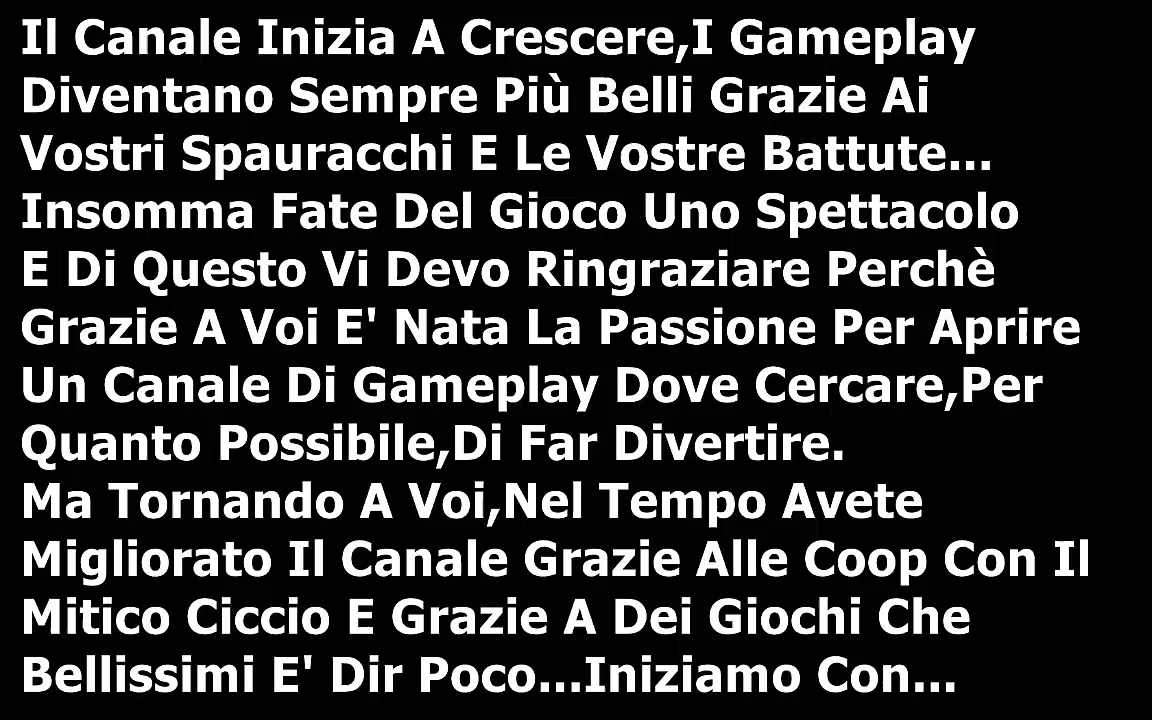 Il Canale Inizia A Crescere,I Gameplay
Diventano Sempre Più Belli Grazie Ai
Vostri Spauracchi E Le Vostre Battute...
Insomma Fate Del Gioco Uno Spettacolo
E Di Questo Vi Devo Ringraziare Perchè
Grazie A Voi E' Nata La Passione Per Aprire
Un Canale Di Gameplay Dove Cercare,Per
Quanto Possibile,Di Far Divertire.
Ma Tornando A Voi,Nel Tempo Avete
Migliorato Il Canale Grazie Alle Coop Con Il
Mitico Ciccio E Grazie A Dei Giochi Che
Bellissimi E' Dir Poco...Iniziamo Con...